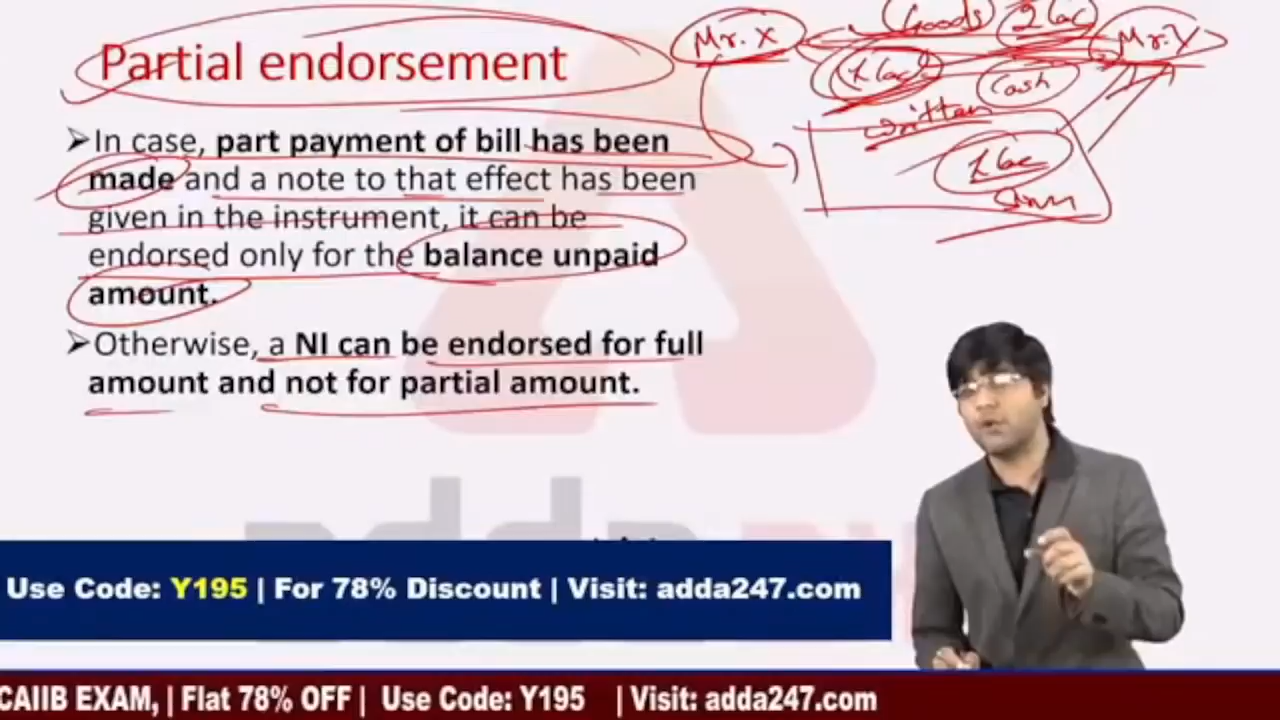 Partial endorsement
Mr. X
Goods
2 lac
Mr. Y
1 lac
Cash
written
1 lac
➢In case, part payment of bill has been
made and a note to that effect has been
given in the instrument, it can be
endorsed only for the balance unpaid
amount.
➢Otherwise, a NI can be endorsed for full
amount and not for partial amount.
Use Code: Y195 | For 78% Discount | Visit: adda247.com
CAIIB EXAM, | Flat 78% OFF | Use Code: Y195 | Visit: adda247.com